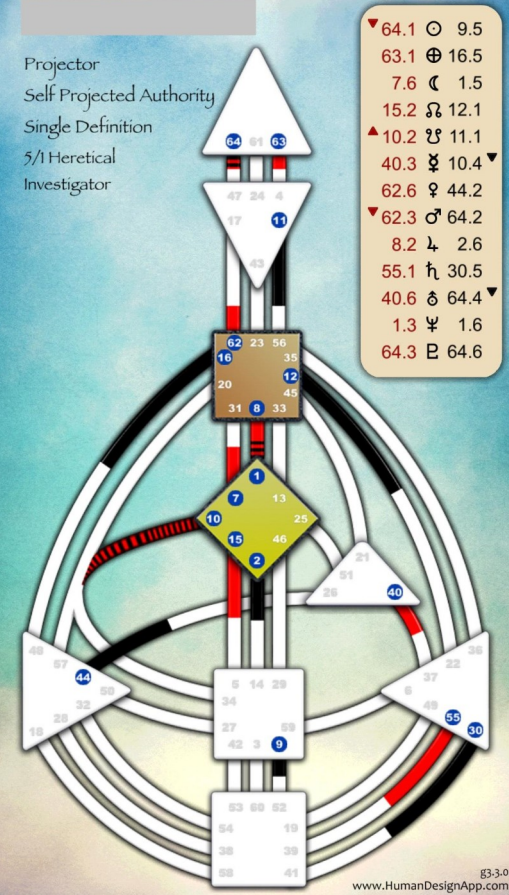 Projector
Self Projected Authority
Single Definition
5/1 Heretical
Investigator
▼ 64.1 ☉ 9.5
63.1 ⊕ 16.5
7.6 ☾ 1.5
15.2 ☊ 12.1
▲ 10.2 ☋ 11.1
40.3 ☿ 10.4 ▼
62.6 ♀ 44.2
▼ 62.3 ♂ 64.2
8.2 ♃ 2.6
55.1 ♄ 30.5
40.6 ⛢ 64.4 ▼
1.3 ♆ 1.6
64.3 ♇ 64.6
64 61 63
47 24 4
17 11
43
62 23 56
16 35
20 12
45
31 8 33
1
7 13
10 25
15 46
2
21
51
26 40
48
57
44
50
32
28
18
36
22
37
6
49
55
30
5 14 29
34
27 59
42 3 9
53 60 52
54 19
38 39
58 41
g3-3.0
www.HumanDesignApp.com